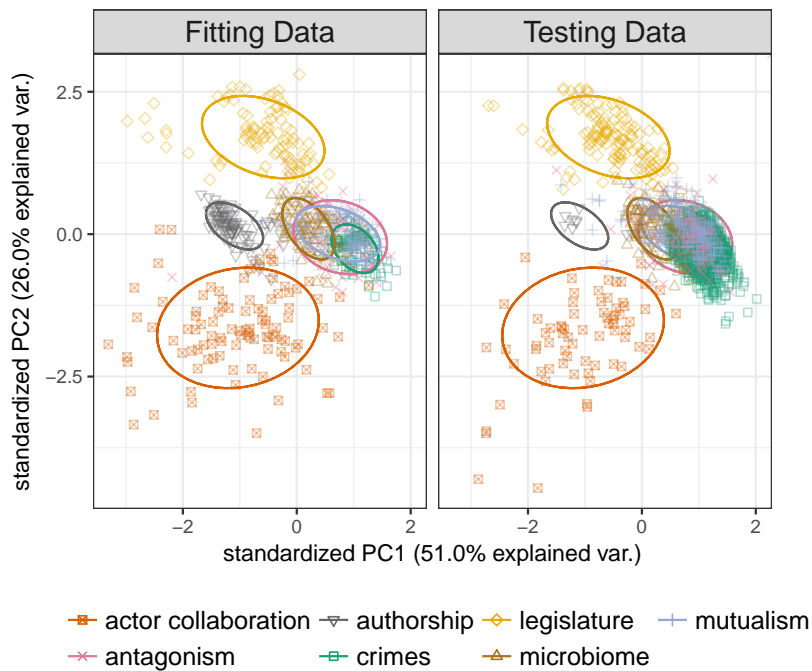 Fitting Data
Testing Data
standardized PC2 (26.0% explained var.)
2.5
0.0
−2.5
−2
0
2
−2
0
2
standardized PC1 (51.0% explained var.)
actor collaboration
authorship
legislature
mutualism
antagonism
crimes
microbiome